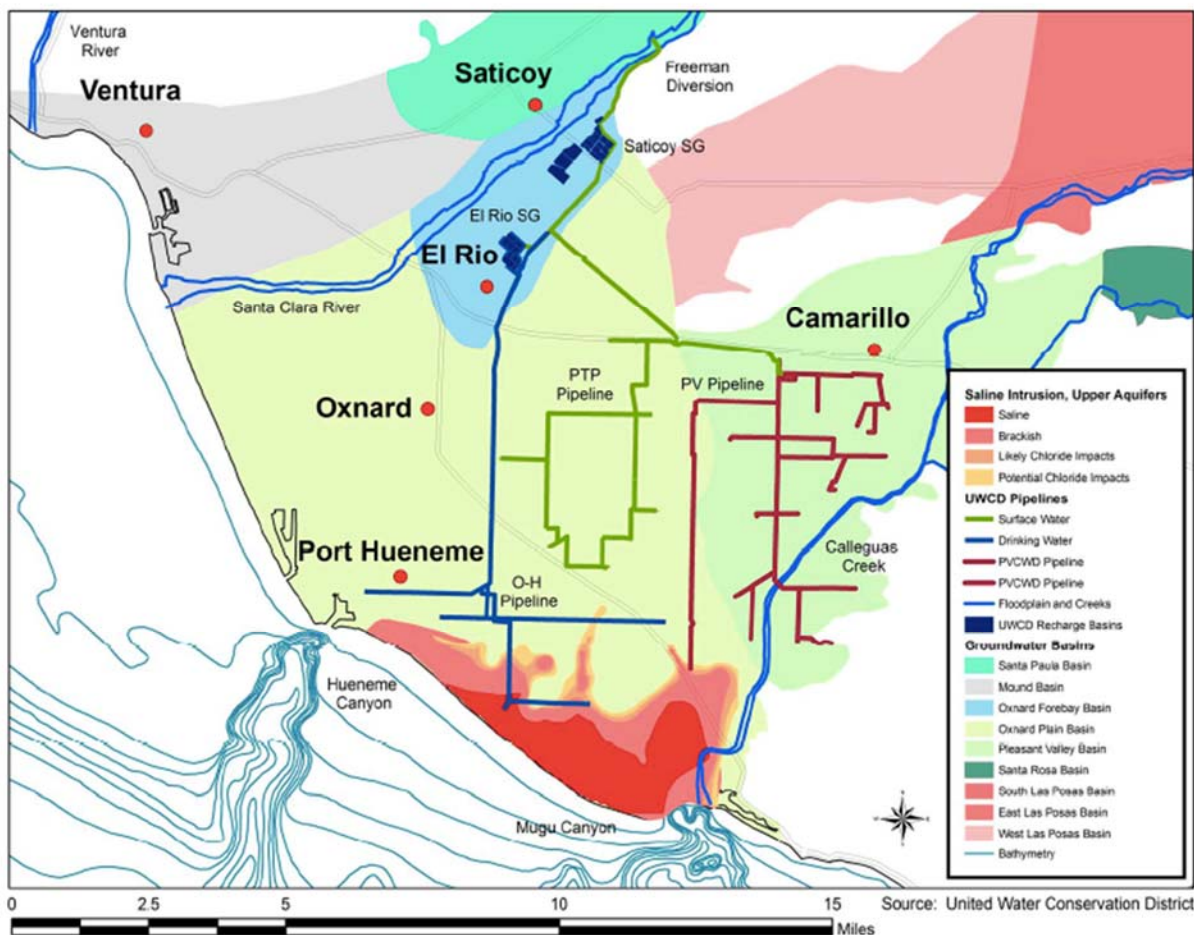 Ventura
River
Ventura
Saticoy
Freeman
Diversion
Saticoy SG
El Rio SG
El Rio
Santa Clara River
Camarillo
PTP
Pipeline
PV Pipeline
Oxnard
Port Hueneme
O-H
Pipeline
Calleguas
Creek
Hueneme
Canyon
Mugu Canyon
Saline Intrusion, Upper Aquifers
Saline
Brackish
Likely Chloride Impacts
Potential Chloride Impacts
UWCD Pipelines
Surface Water
Drinking Water
PVCWD Pipeline
PVCWD Pipeline
Floodplain and Creeks
UWCD Recharge Basins
Groundwater Basins
Santa Paula Basin
Mound Basin
Oxnard Forebay Basin
Oxnard Plain Basin
Pleasant Valley Basin
Santa Rosa Basin
South Las Posas Basin
East Las Posas Basin
West Las Posas Basin
Bathymetry
0 2.5 5 10 15
Miles
Source: United Water Conservation District